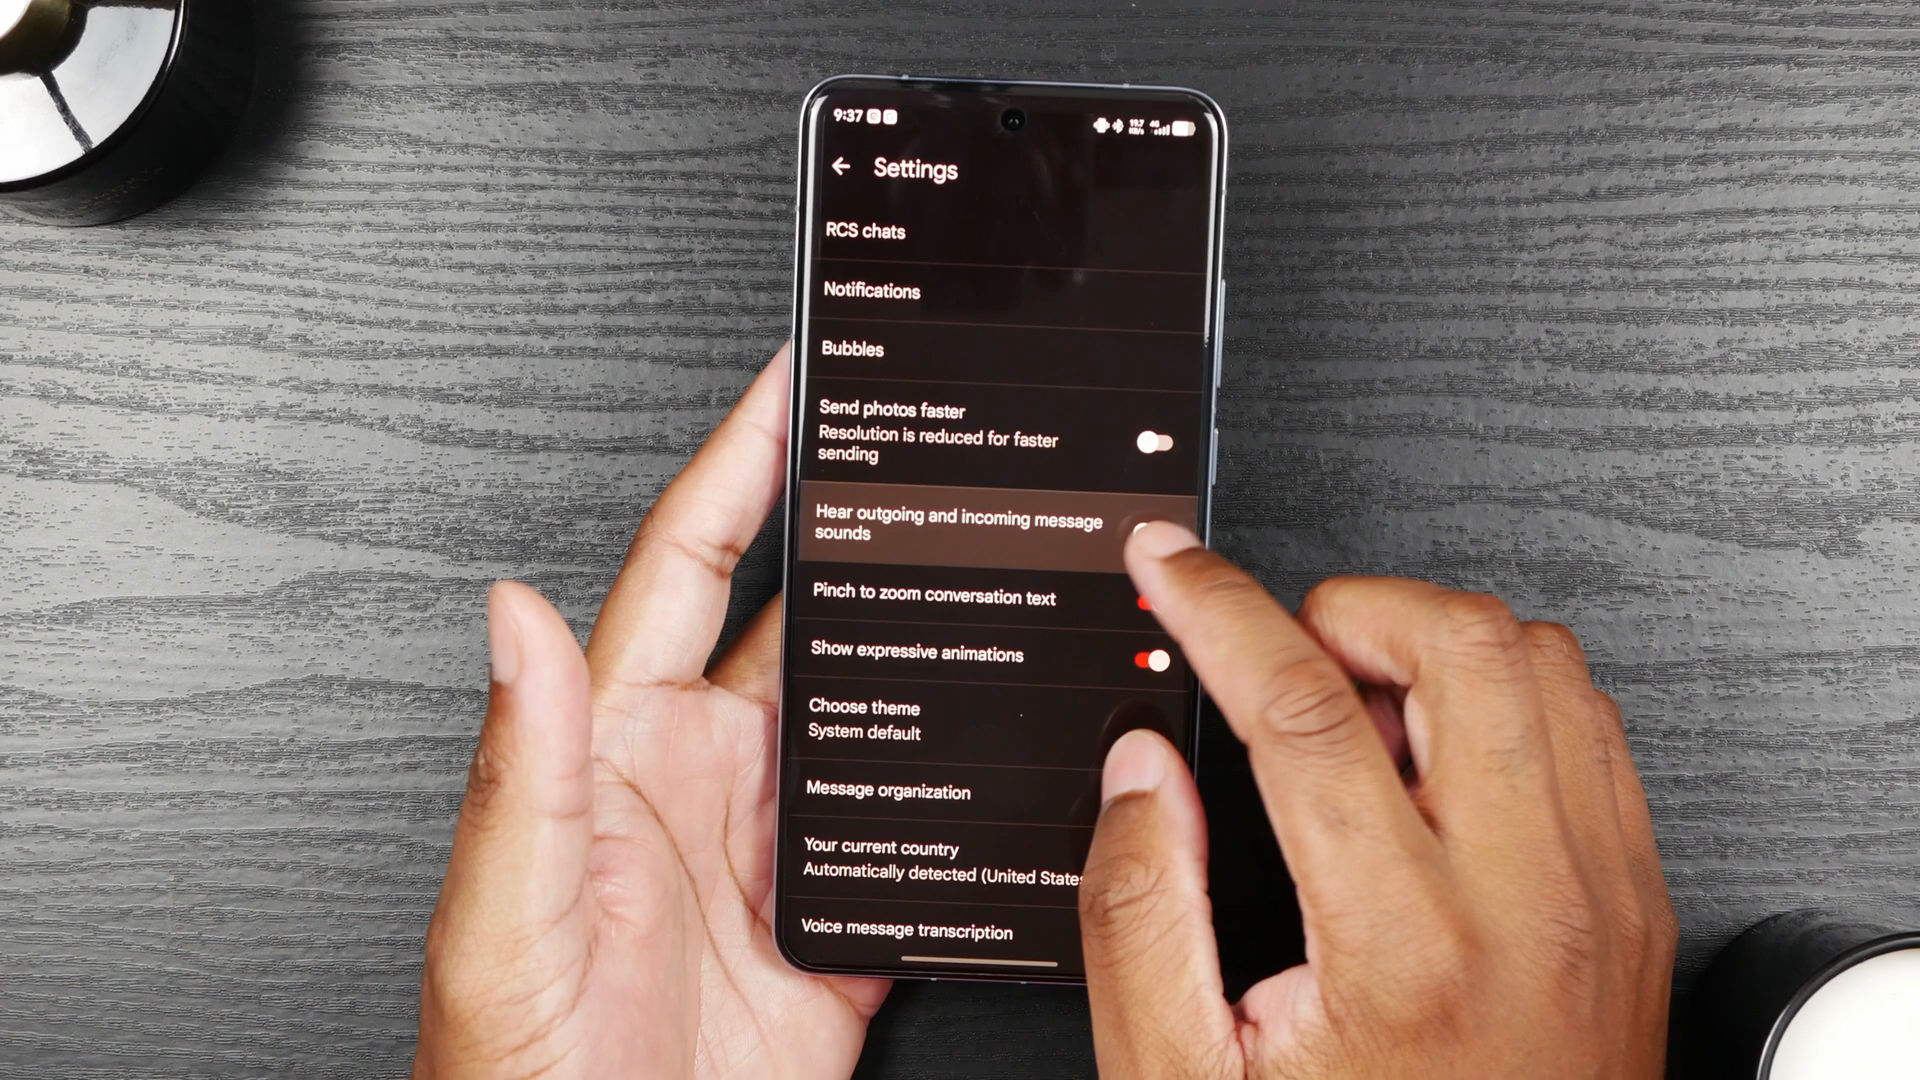 9:37
Settings
RCS chats
Notifications
Bubbles
Send photos faster
Resolution is reduced for faster
sending
Hear outgoing and incoming message
sounds
Pinch to zoom conversation text
Show expressive animations
Choose theme
System default
Message organization
Your current country
Automatically detected (United States
Voice message transcription